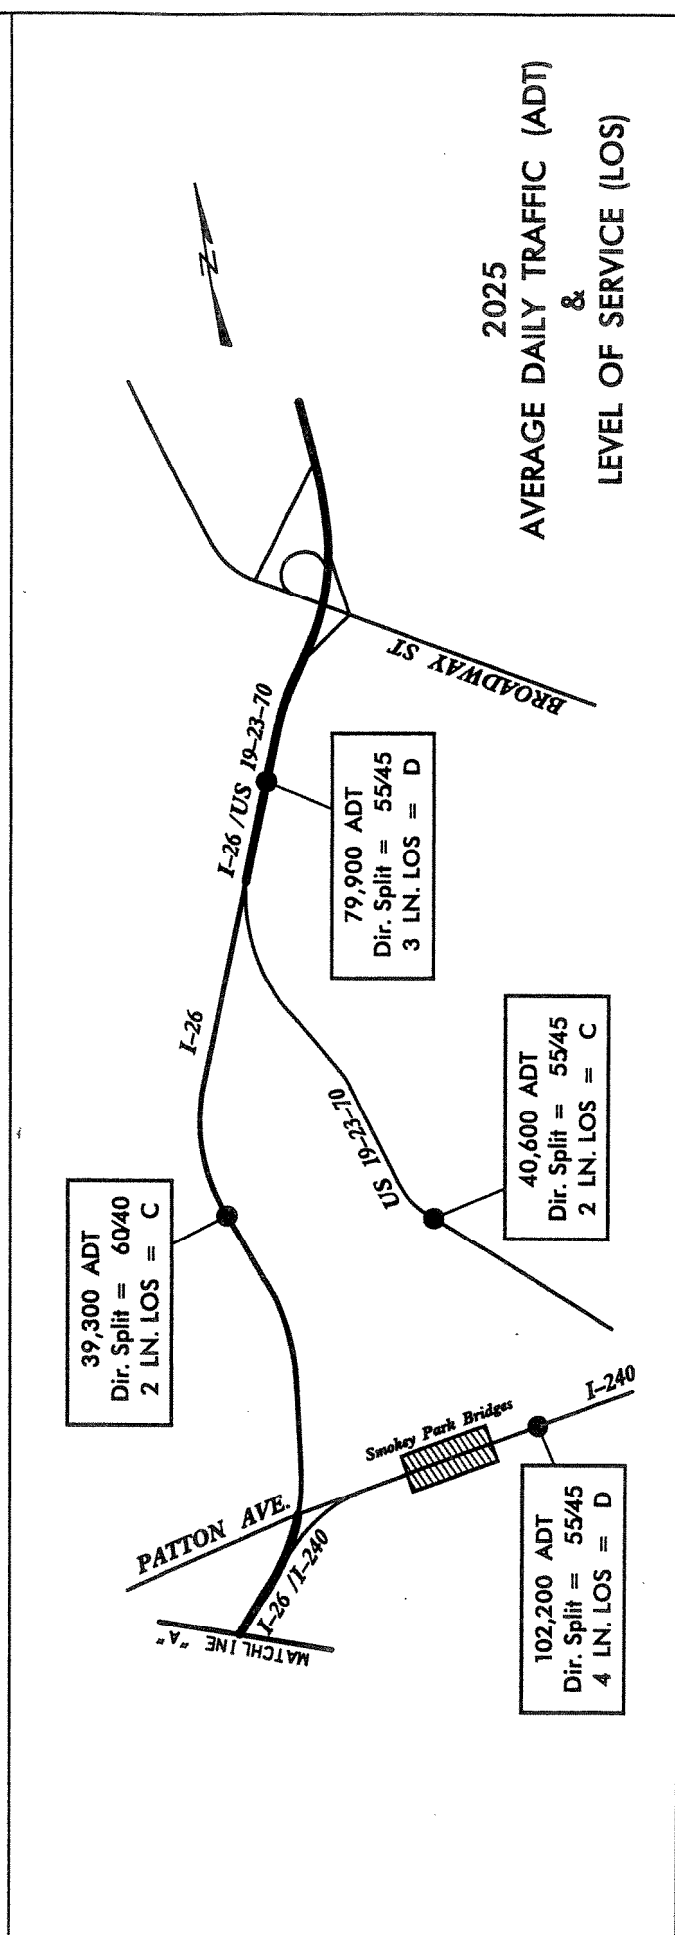 2025
AVERAGE DAILY TRAFFIC (ADT)
&
LEVEL OF SERVICE (LOS)
N
BROADWAY ST
I-26 / US 19-23-70
79,900 ADT
Dir. Split = 55/45
3 LN. LOS = D
I-26
US 19-23-70
40,600 ADT
Dir. Split = 55/45
2 LN. LOS = C
39,300 ADT
Dir. Split = 60/40
2 LN. LOS = C
Smokey Park Bridges
I-240
PATTON AVE.
I-26 / I-240
MATCHLINE "A"
102,200 ADT
Dir. Split = 55/45
4 LN. LOS = D